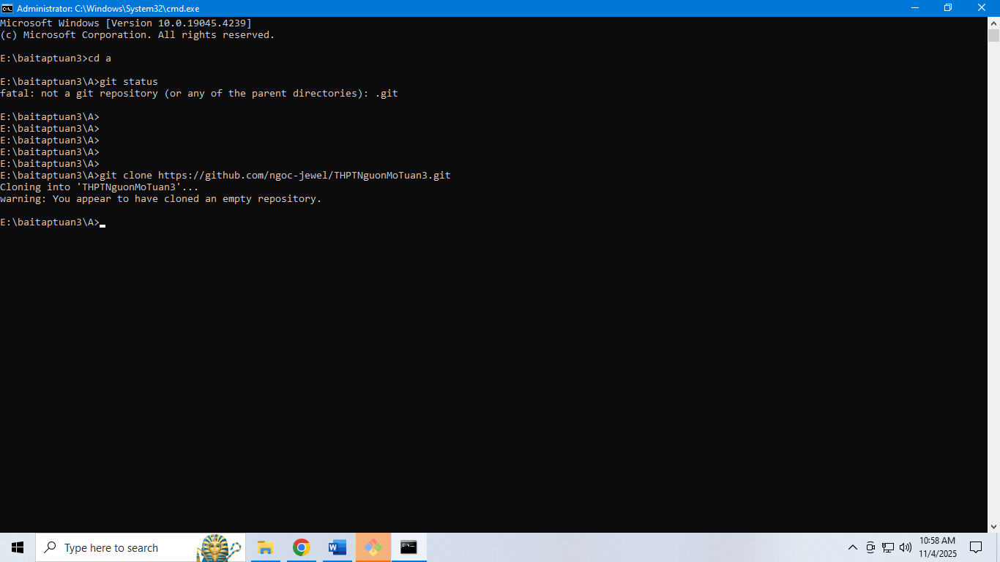 Administrator: C:\Windows\System32\cmd.exe
Microsoft Windows [Version 10.0.19045.4239]
(c) Microsoft Corporation. All rights reserved.
E:\baitaptuan3>cd a
E:\baitaptuan3\A>git status
fatal: not a git repository (or any of the parent directories): .git
E:\baitaptuan3\A>
E:\baitaptuan3\A>
E:\baitaptuan3\A>
E:\baitaptuan3\A>
E:\baitaptuan3\A>
E:\baitaptuan3\A>git clone https://github.com/ngoc-jewel/THPTNguonMoTuan3.git
Cloning into 'THPTNguonMoTuan3'...
warning: You appear to have cloned an empty repository.
E:\baitaptuan3\A>
Type here to search
10:58 AM
11/4/2025